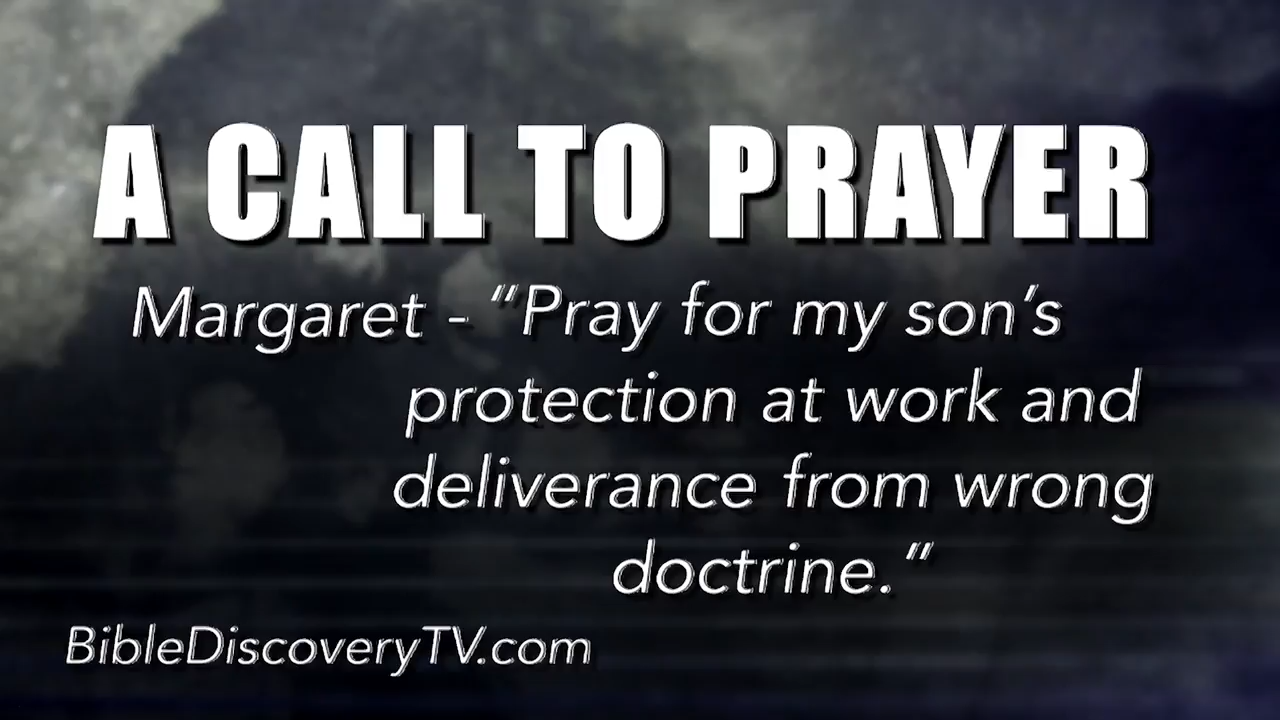 A CALL TO PRAYER
Margaret - “Pray for my son’s
protection at work and
deliverance from wrong
doctrine.”
BibleDiscoveryTV.com